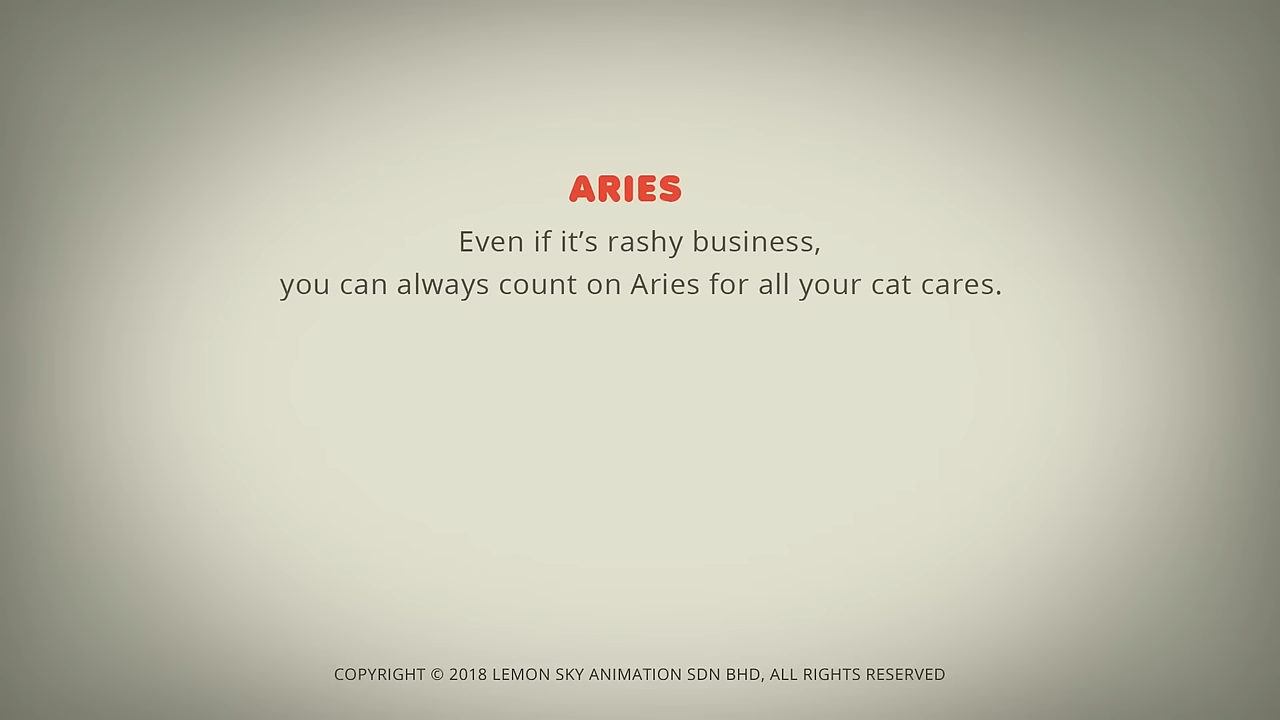 ARIES
Even if it’s rashy business,
you can always count on Aries for all your cat cares.
COPYRIGHT © 2018 LEMON SKY ANIMATION SDN BHD, ALL RIGHTS RESERVED